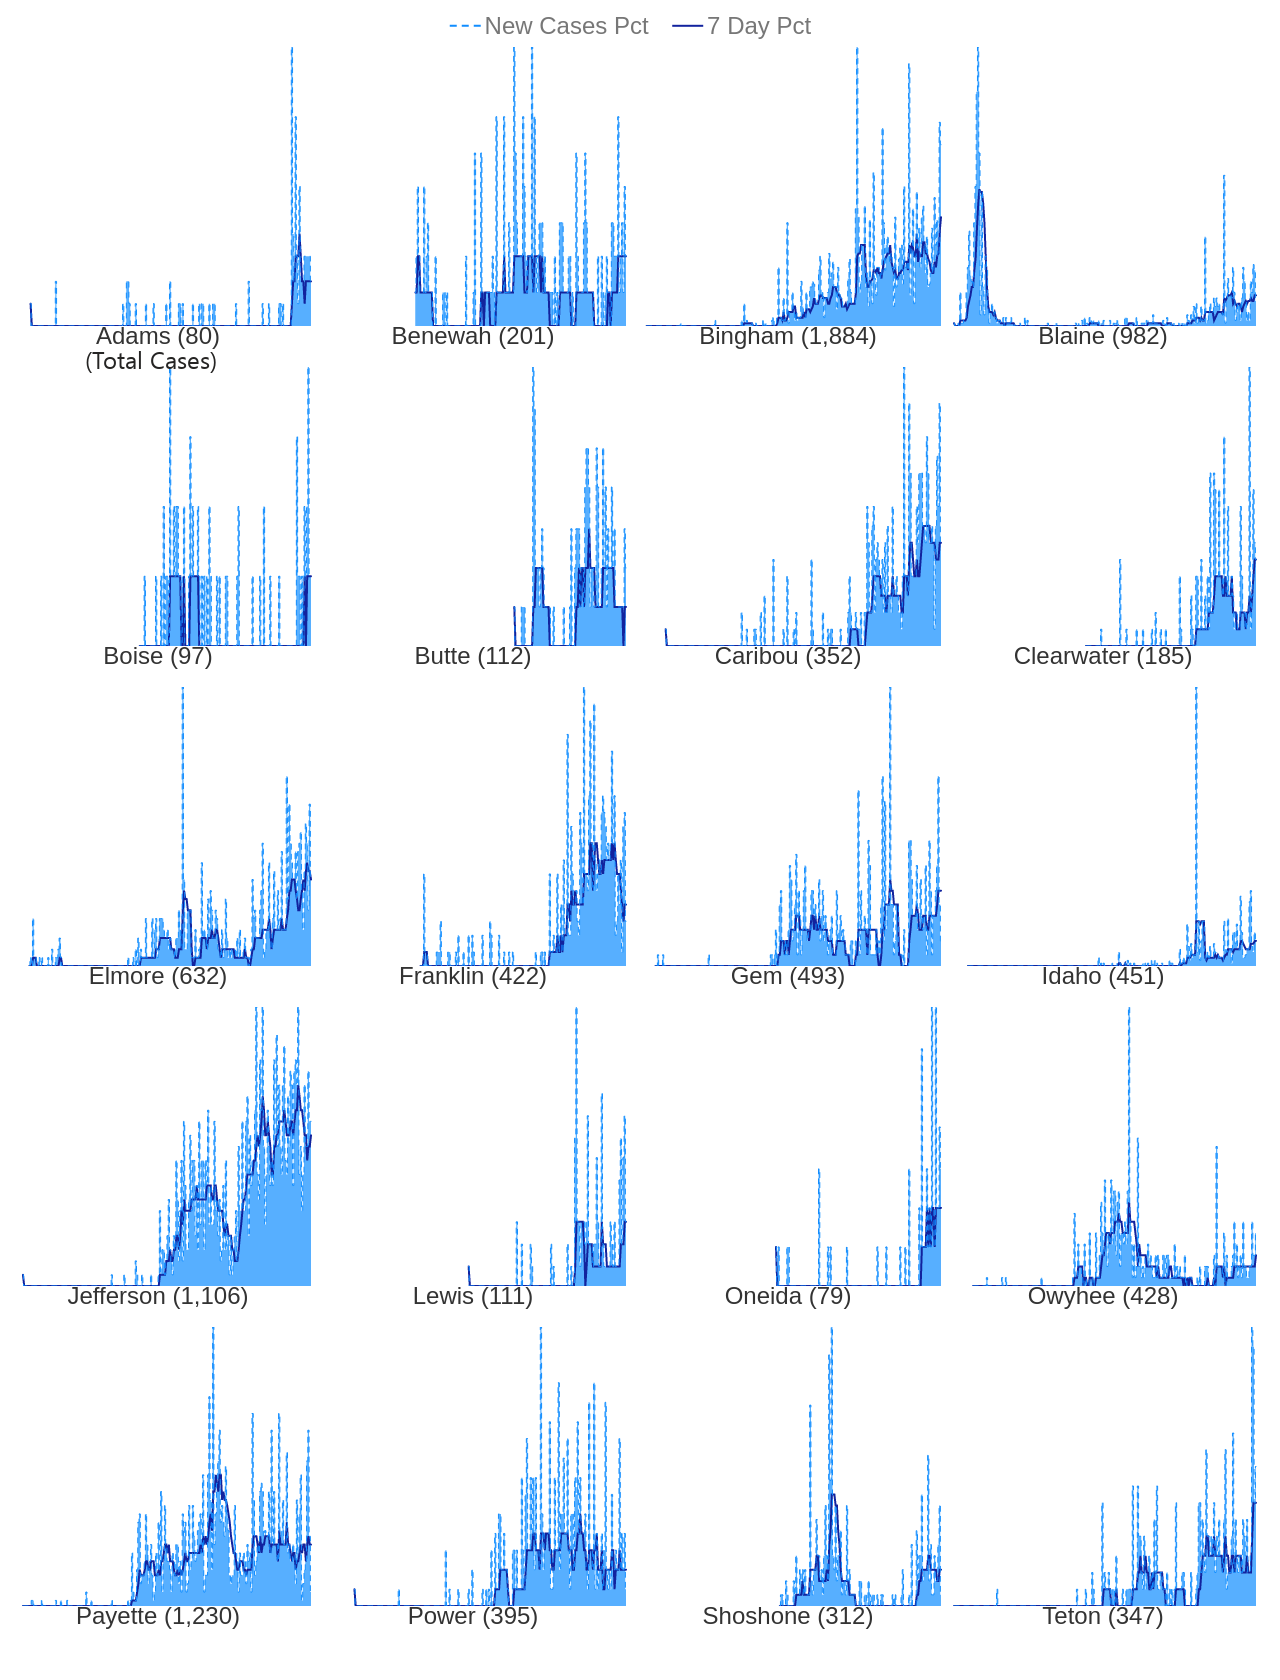 New Cases Pct 7 Day Pct
Adams (80) Benewah (201) Bingham (1,884) Blaine (982)
(Total Cases)
Boise (97) Butte (112) Caribou (352) Clearwater (185)
Elmore (632) Franklin (422) Gem (493) Idaho (451)
Jefferson (1,106) Lewis (111) Oneida (79) Owyhee (428)
Payette (1,230) Power (395) Shoshone (312) Teton (347)